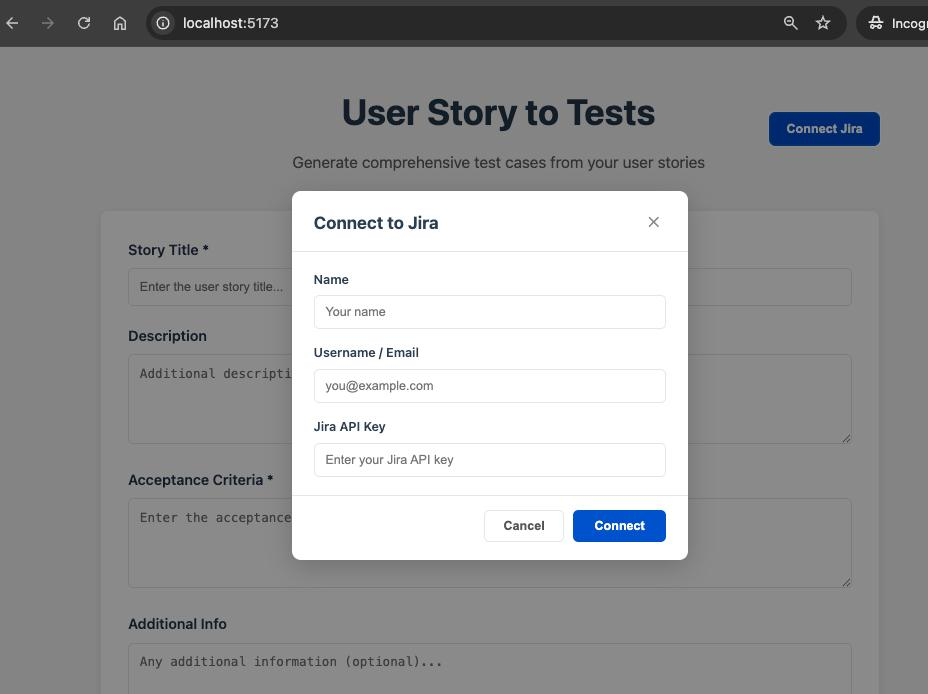 localhost:5173
Incogn
User Story to Tests
Connect Jira
Generate comprehensive test cases from your user stories
Connect to Jira
Story Title *
Name
Enter the user story title...
Your name
Description
Username / Email
Additional descripti
you@example.com
Jira API Key
Enter your Jira API key
Acceptance Criteria *
Enter the acceptance
Cancel
Connect
Additional Info
Any additional information (optional)...